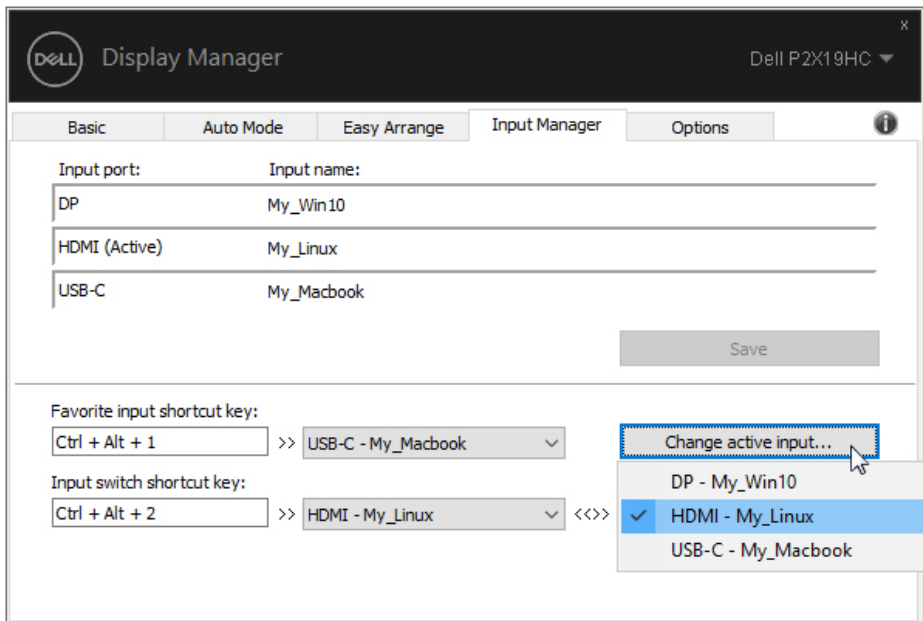 x
DELL Display Manager Dell P2X19HC
Basic Auto Mode Easy Arrange Input Manager Options i
Input port: Input name:
DP My_Win10
HDMI (Active) My_Linux
USB-C My_Macbook
Save
Favorite input shortcut key:
Ctrl + Alt + 1 >> USB-C - My_Macbook Change active input...
DP - My_Win10
Input switch shortcut key:
Ctrl + Alt + 2 >> HDMI - My_Linux <<>> HDMI - My_Linux
USB-C - My_Macbook